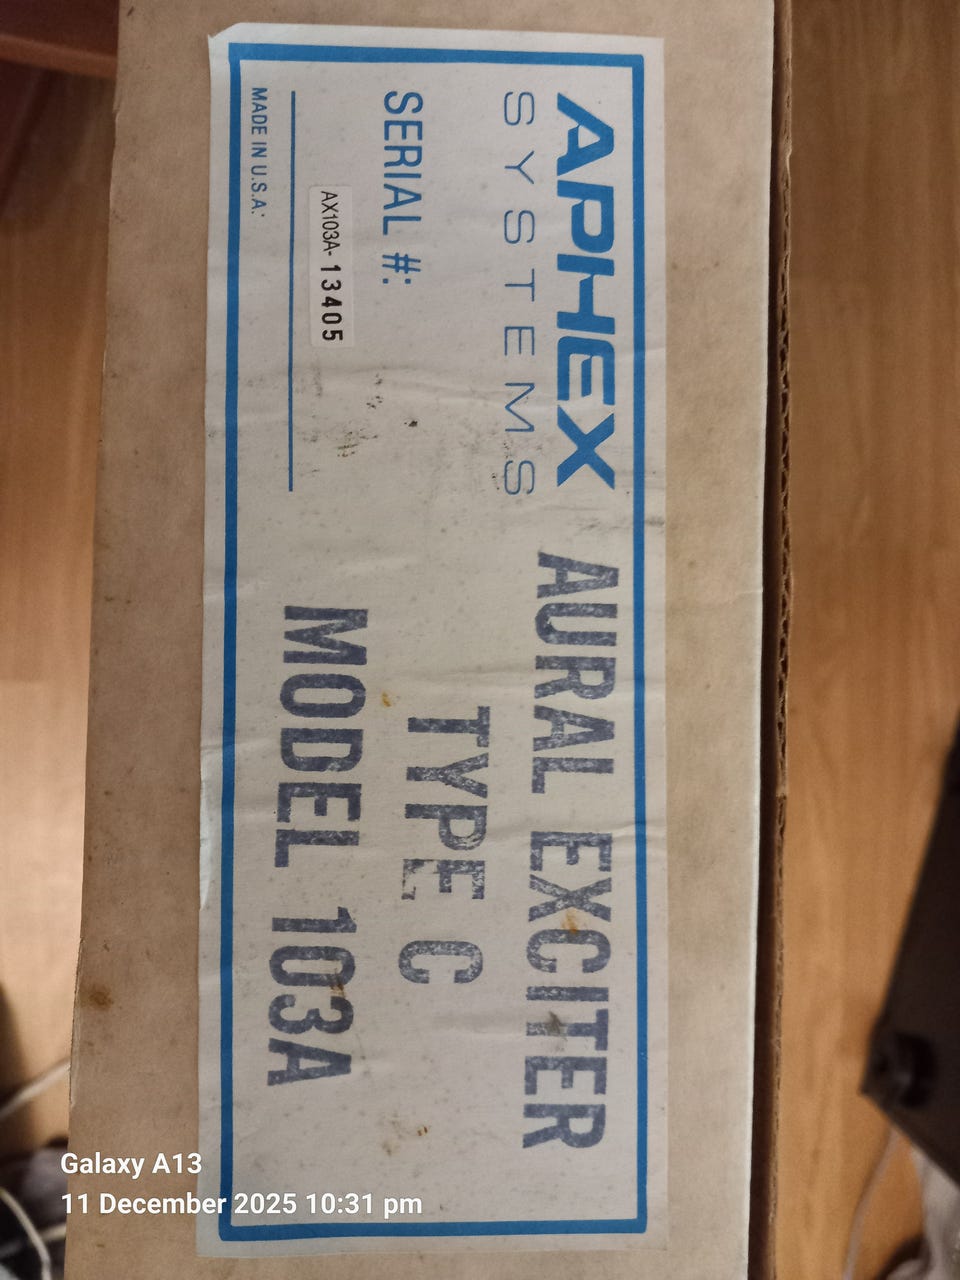 APHEX
SYSTEMS
SERIAL #:
AX103A-13405
MADE IN U.S.A.
AURAL EXCITER
TYPE C
MODEL 103A
Galaxy A13
11 December 2025 10:31 pm